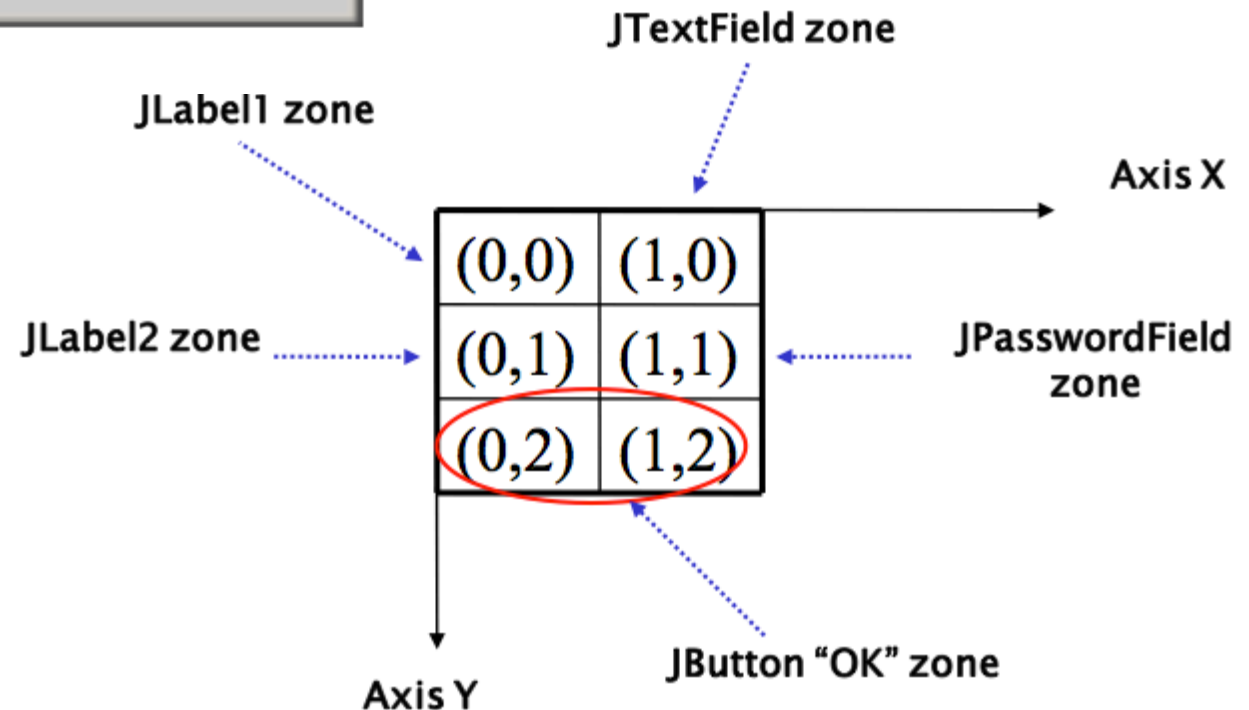 JTextField zone
JLabel1 zone
Axis X
(0,0) (1,0)
JLabel2 zone
(0,1) (1,1)
JPasswordField
zone
(0,2) (1,2)
JButton “OK” zone
Axis Y